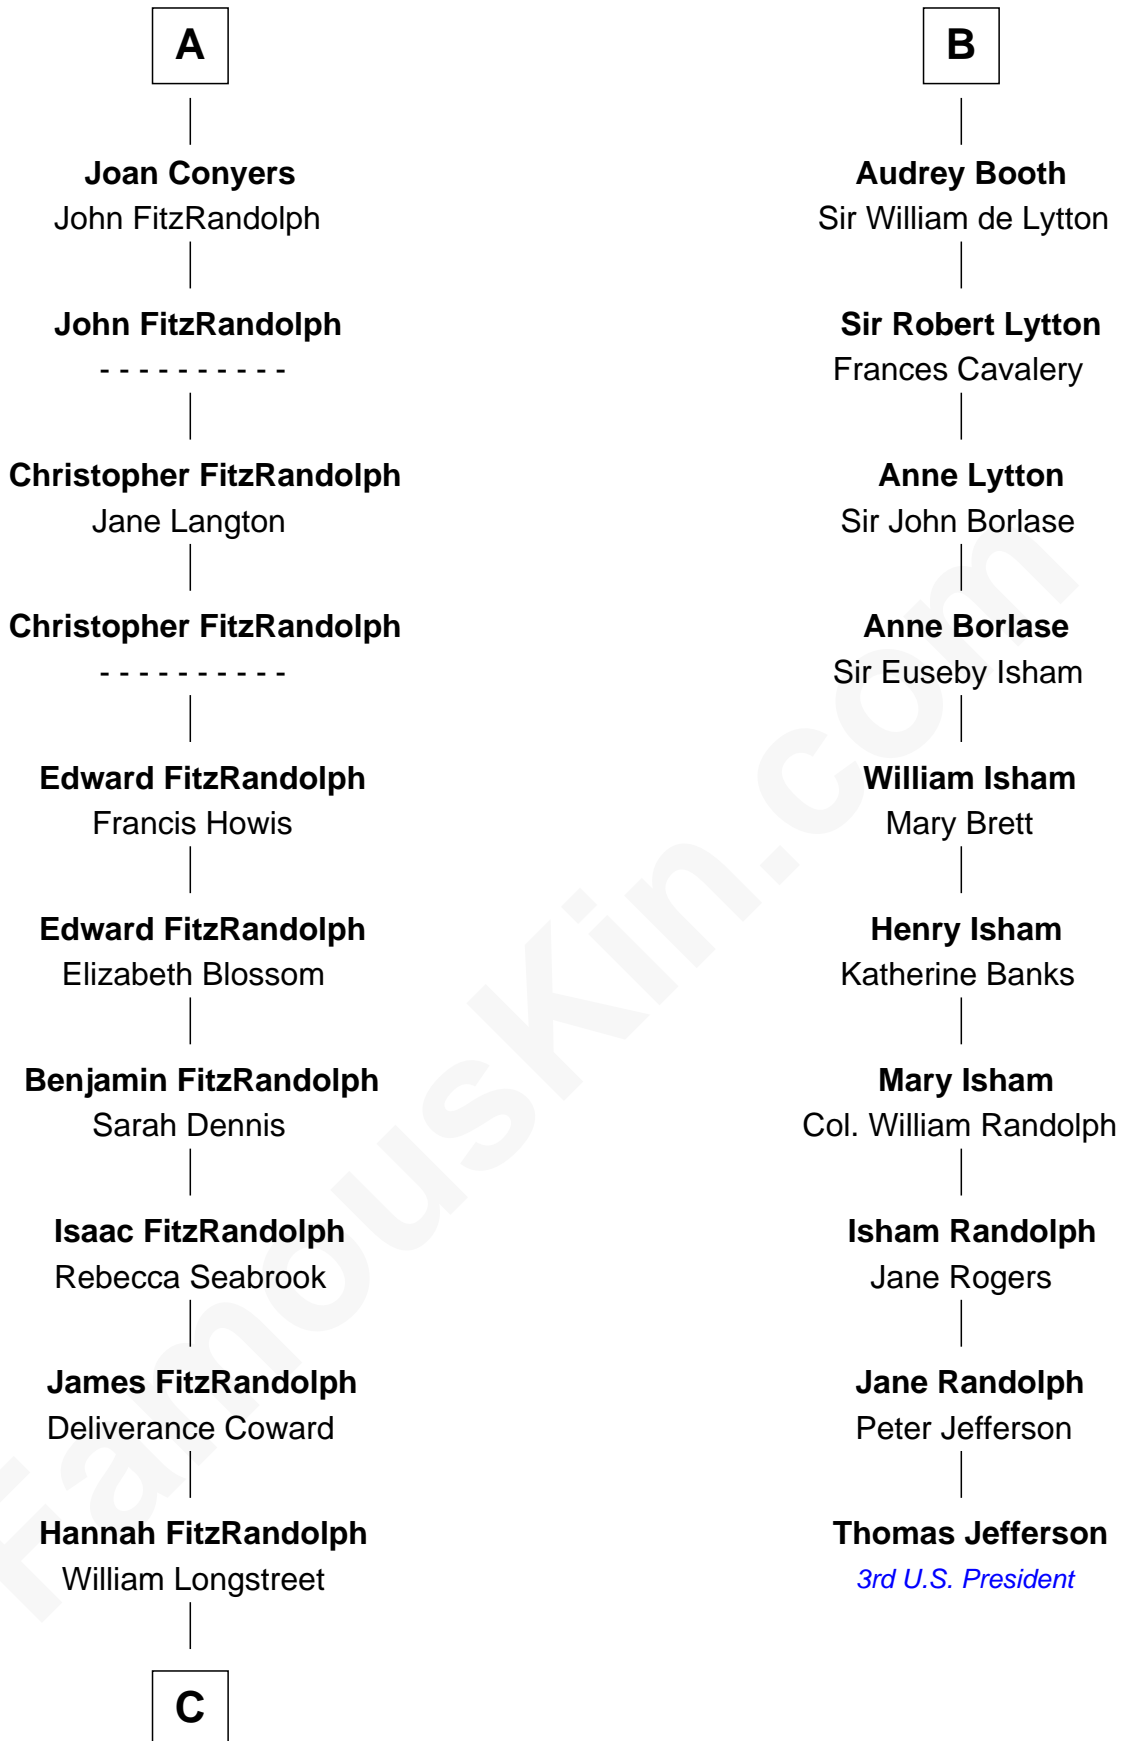 A
Joan Conyers
John FitzRandolph
John FitzRandolph
- - - - - - - - - -
Christopher FitzRandolph
Jane Langton
Christopher FitzRandolph
- - - - - - - - - -
Edward FitzRandolph
Francis Howis
Edward FitzRandolph
Elizabeth Blossom
Benjamin FitzRandolph
Sarah Dennis
Isaac FitzRandolph
Rebecca Seabrook
James FitzRandolph
Deliverance Coward
Hannah FitzRandolph
William Longstreet
C
B
Audrey Booth
Sir William de Lytton
Sir Robert Lytton
Frances Cavalery
Anne Lytton
Sir John Borlase
Anne Borlase
Sir Euseby Isham
William Isham
Mary Brett
Henry Isham
Katherine Banks
Mary Isham
Col. William Randolph
Isham Randolph
Jane Rogers
Jane Randolph
Peter Jefferson
Thomas Jefferson
3rd U.S. President
FamousKin.com